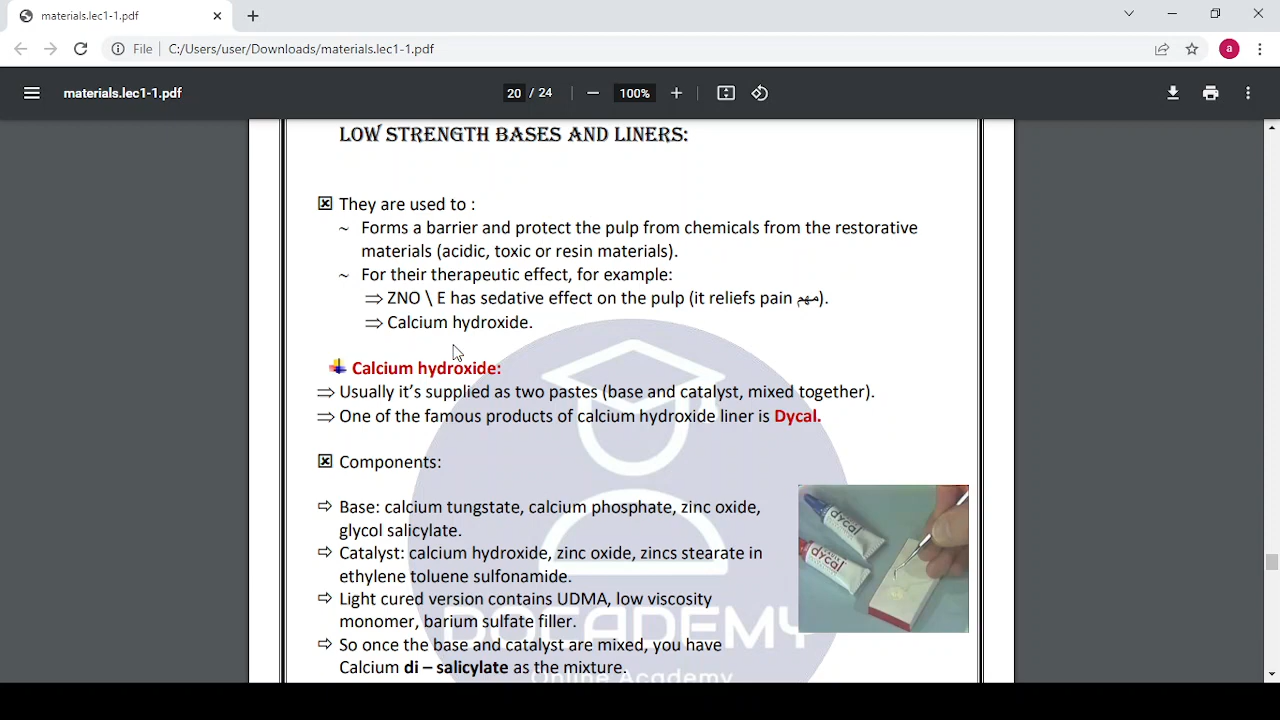 materials.lec1-1.pdf
File
C:/Users/user/Downloads/materials.lec1-1.pdf
a
materials.lec1-1.pdf
20 / 24
100%
LOW STRENGTH BASES AND LINERS:
They are used to :
~ Forms a barrier and protect the pulp from chemicals from the restorative
materials (acidic, toxic or resin materials).
~ For their therapeutic effect, for example:
⇒ ZNO \ E has sedative effect on the pulp (it reliefs pain مهم).
⇒ Calcium hydroxide.
Calcium hydroxide:
⇒ Usually it's supplied as two pastes (base and catalyst, mixed together).
⇒ One of the famous products of calcium hydroxide liner is Dycal.
Components:
⇨ Base: calcium tungstate, calcium phosphate, zinc oxide,
glycol salicylate.
⇨ Catalyst: calcium hydroxide, zinc oxide, zincs stearate in
ethylene toluene sulfonamide.
⇨ Light cured version contains UDMA, low viscosity
monomer, barium sulfate filler.
⇨ So once the base and catalyst are mixed, you have
Calcium di – salicylate as the mixture.
dycal
dycal
DOCADEMY
Online Academy